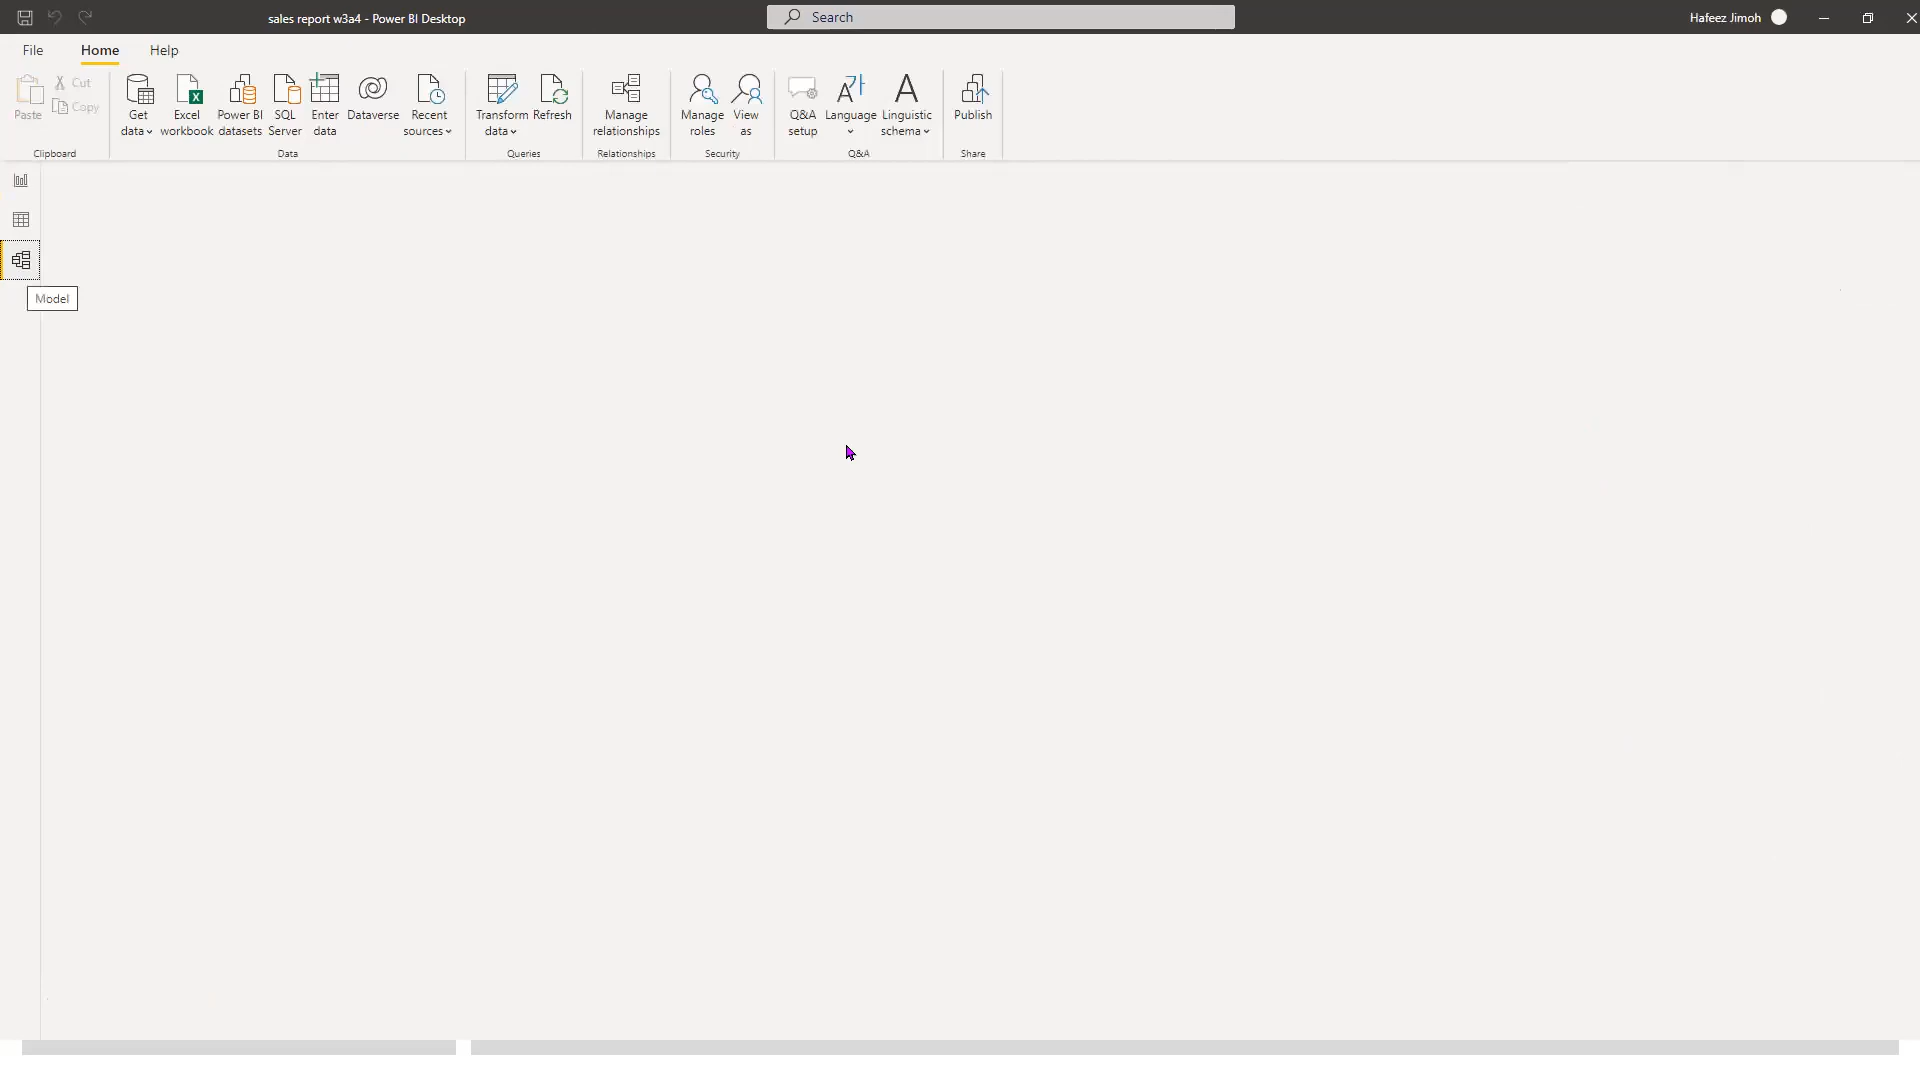 sales report w3a4 - Power BI Desktop
Search
Hafeez Jimoh
File Home Help
Paste
Cut
Copy
Clipboard
Get data
Excel workbook
Power BI datasets
SQL Server
Enter data
Dataverse
Recent sources
Data
Transform data
Refresh
Queries
Manage relationships
Relationships
Manage roles
View as
Security
Q&A setup
Language
Linguistic schema
Q&A
Publish
Share
Model